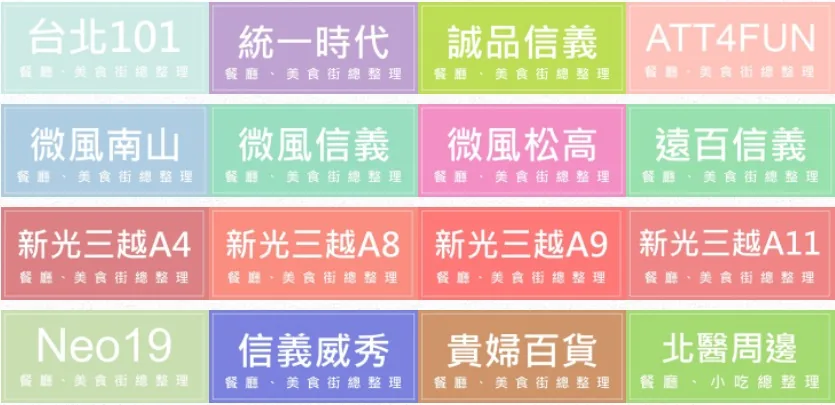 台北101
餐廳、美食街總整理
統一時代
餐廳、美食街總整理
誠品信義
餐廳、美食街總整理
ATT4FUN
餐廳、美食街總整理
微風南山
餐廳、美食街總整理
微風信義
餐廳、美食街總整理
微風松高
餐廳、美食街總整理
遠百信義
餐廳、美食街總整理
新光三越A4
餐廳、美食街總整理
新光三越A8
餐廳、美食街總整理
新光三越A9
餐廳、美食街總整理
新光三越A11
餐廳、美食街總整理
Neo19
餐廳、美食街總整理
信義威秀
餐廳、美食街總整理
貴婦百貨
餐廳、美食街總整理
北醫周邊
餐廳、小吃總整理